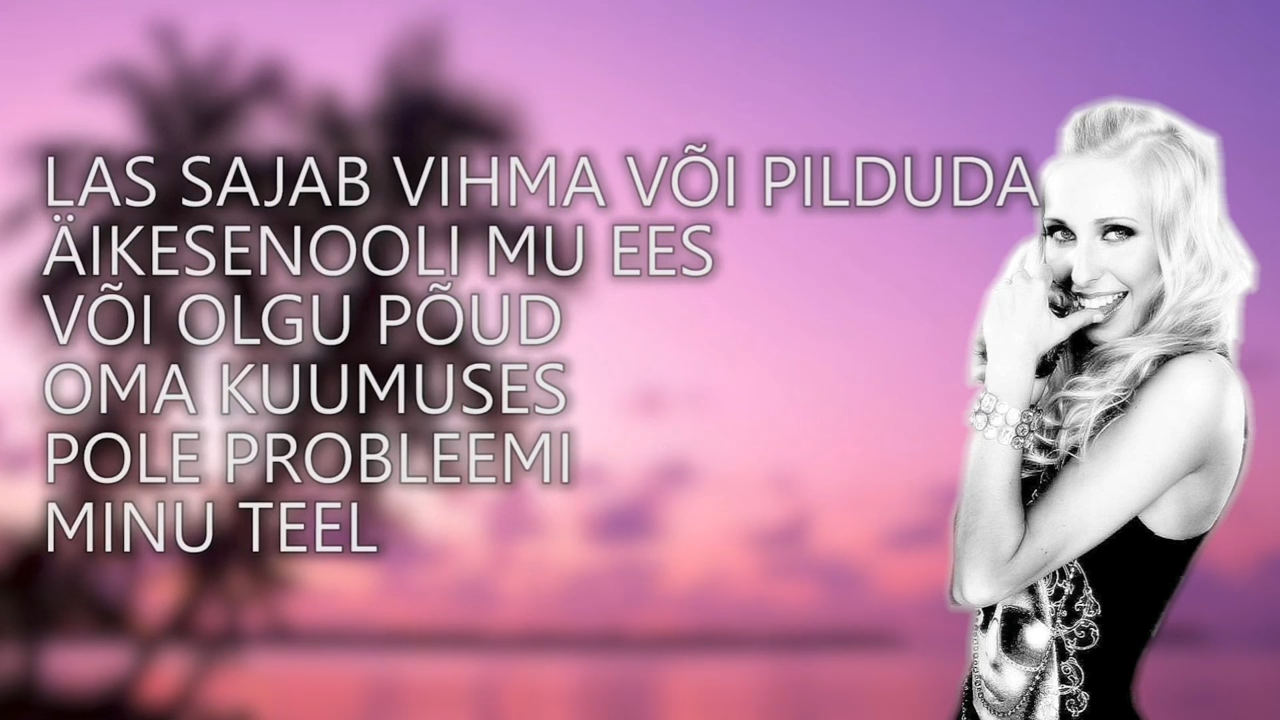 LAS SAJAB VIHMA VÕI PILDUDA
ÄIKESENOOLI MU EES
VÕI OLGU PÕUD
OMA KUUMUSES
POLE PROBLEEMI
MINU TEEL